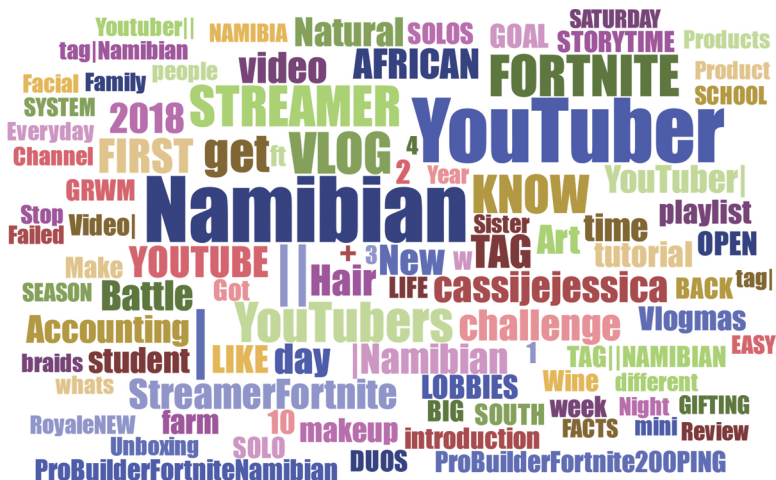 SATURDAY
Youtuber|| NAMIBIA Natural SOLOS GOAL STORYTIME Products
tag|Namibian people video AFRICAN FORTNITE Product
Facial Family SCHOOL
SYSTEM 2018 STREAMER YouTuber
Everyday FIRST get ft VLOG 4
Channel 2 Year YouTuber|
GRWM Namibian KNOW playlist
Stop Video| Sister Art time OPEN
Failed TAG tutorial
Make YOUTUBE || + 3 New w tag|
SEASON Battle Got Hair LIFE cassijejessica BACK
Accounting | YouTubers challenge Vlogmas
braids student LIKE day |Namibian 1 TAG||NAMIBIAN EASY
whats StreamerFortnite LOBBIES Wine different
RoyaleNEW farm 10 BIG SOUTH week Night GIFTING
Unboxing SOLO makeup introduction FACTS mini Review
ProBuilderFortniteNamibian DUOS ProBuilderFortnite200PING